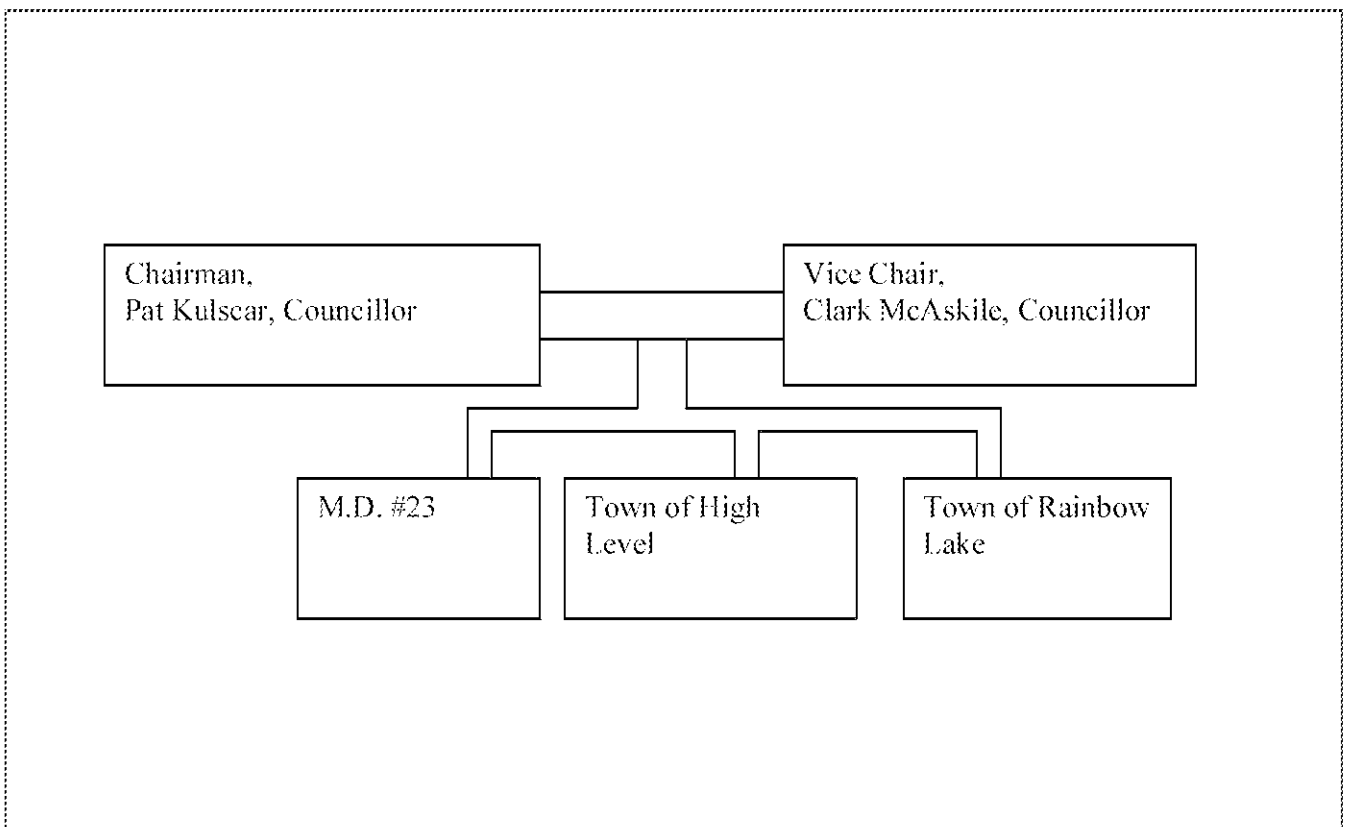 Chairman,
Pat Kulscar, Councillor
Vice Chair,
Clark McAskile, Councillor
M.D. #23
Town of High
Level
Town of Rainbow
Lake